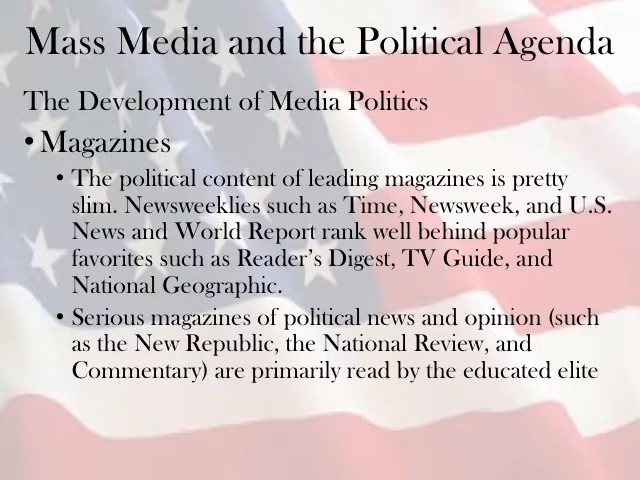 Mass Media and the Political Agenda
The Development of Media Politics
• Magazines
• The political content of leading magazines is pretty
slim. Newsweeklies such as Time, Newsweek, and U.S.
News and World Report rank well behind popular
favorites such as Reader’s Digest, TV Guide, and
National Geographic.
• Serious magazines of political news and opinion (such
as the New Republic, the National Review, and
Commentary) are primarily read by the educated elite